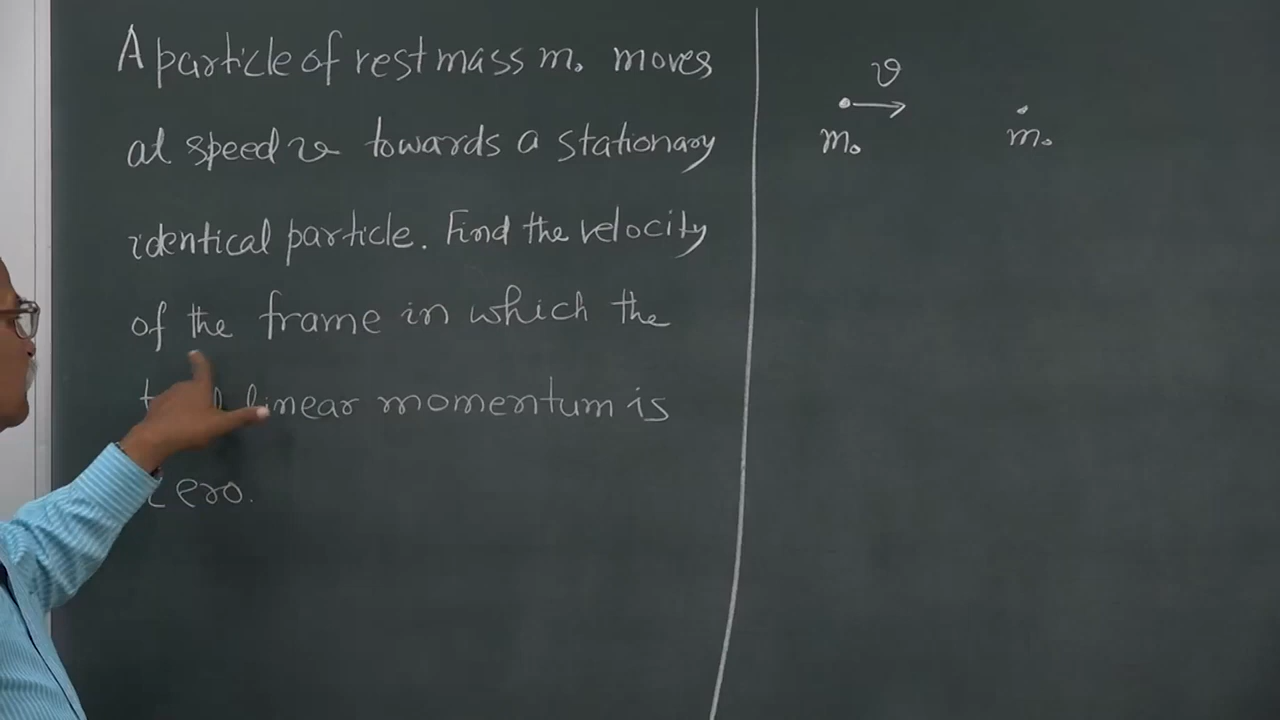 A particle of rest mass m₀ moves
at speed v towards a stationary
identical particle. Find the velocity
of the frame in which the
linear momentum is
zero.
v
m₀ m₀